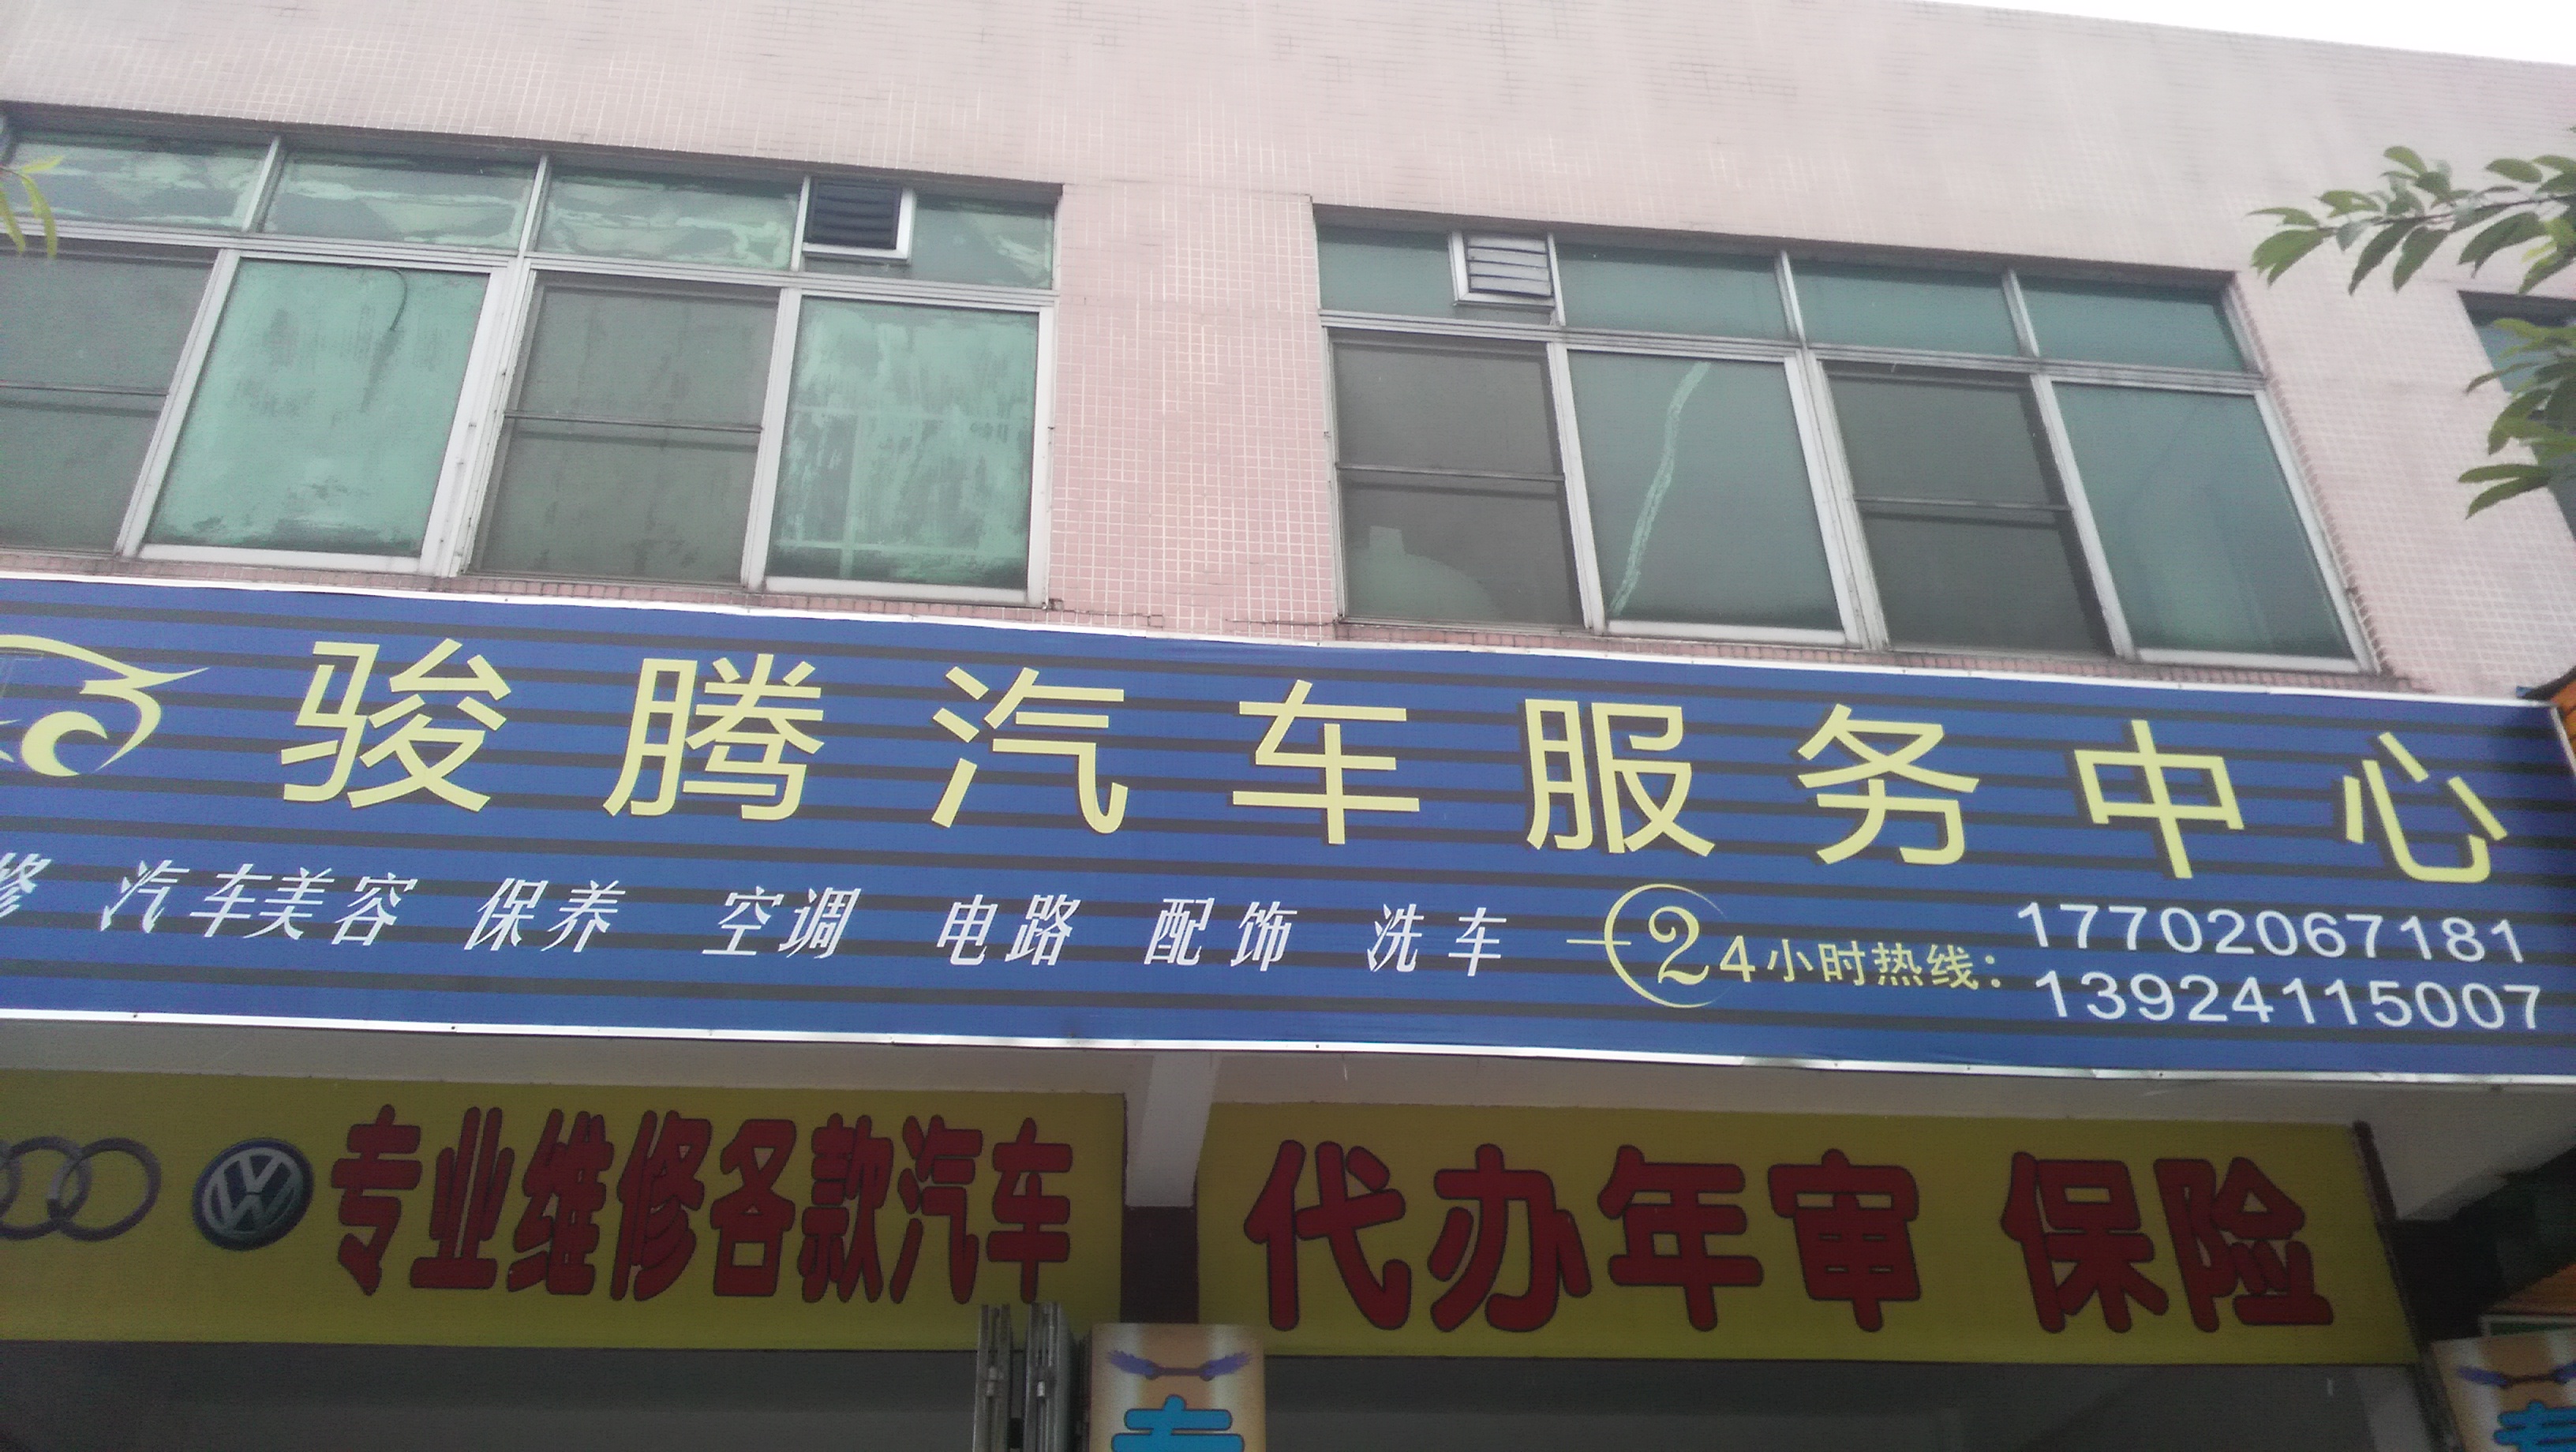 骏腾汽车服务中心
修 汽车美容 保养 空调 电路 配饰 洗车
24小时热线：
17702067181
13924115007
专业维修各款汽车
代办年审 保险